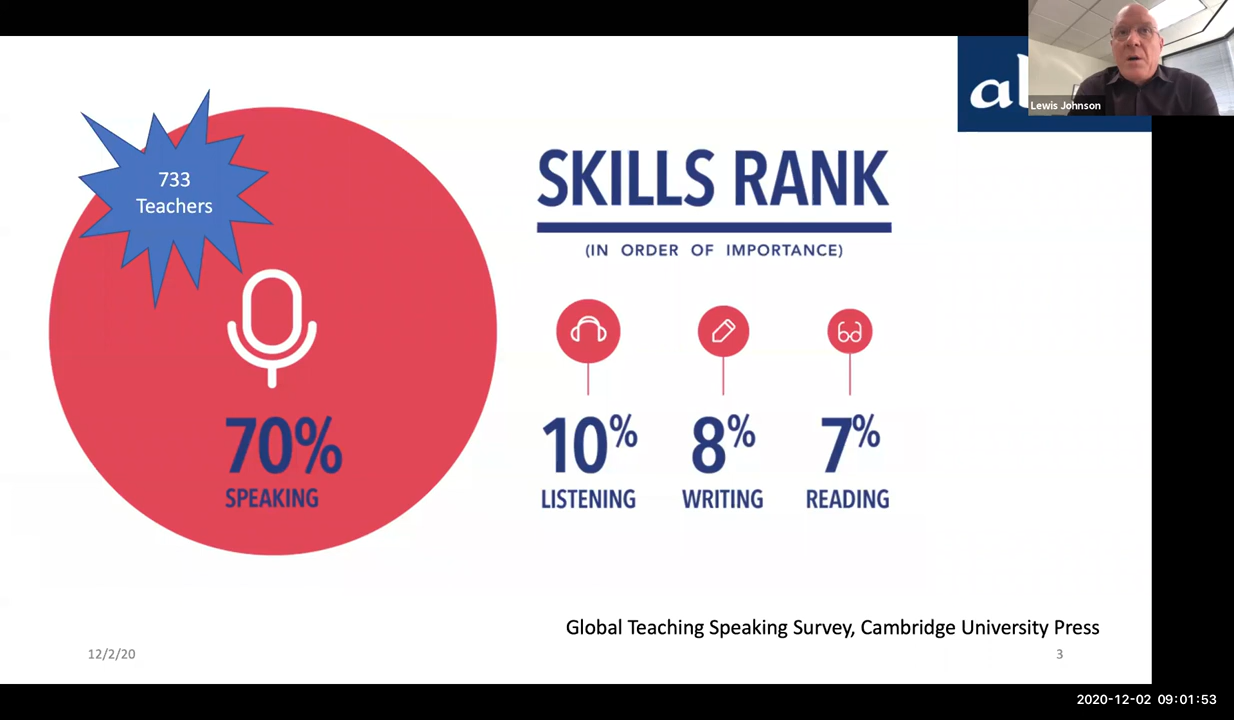 Lewis Johnson
733
Teachers
70%
SPEAKING
SKILLS RANK
(IN ORDER OF IMPORTANCE)
10% 8% 7%
LISTENING WRITING READING
Global Teaching Speaking Survey, Cambridge University Press
12/2/20
3
2020-12-02 09:01:53